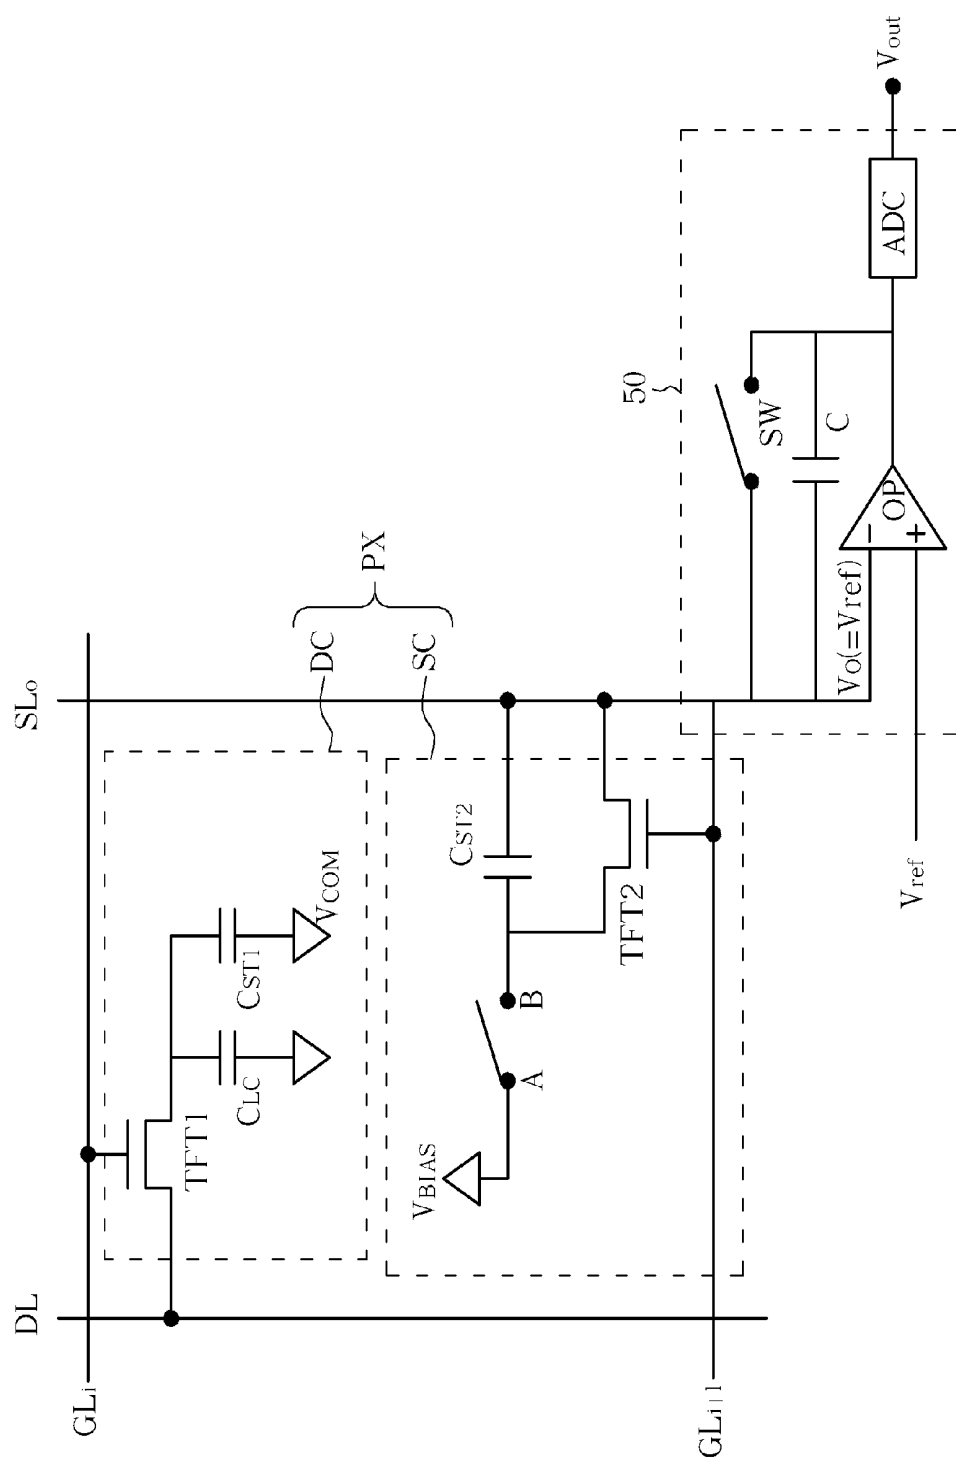 GLi
GLi+1
DL
TFT1
CLC
CST1
VCOM
VBIAS
A
B
CST2
TFT2
DC
SC
PX
SLo
Vref
Vo(=Vref)
50
SW
C
OP
−
+
ADC
Vout